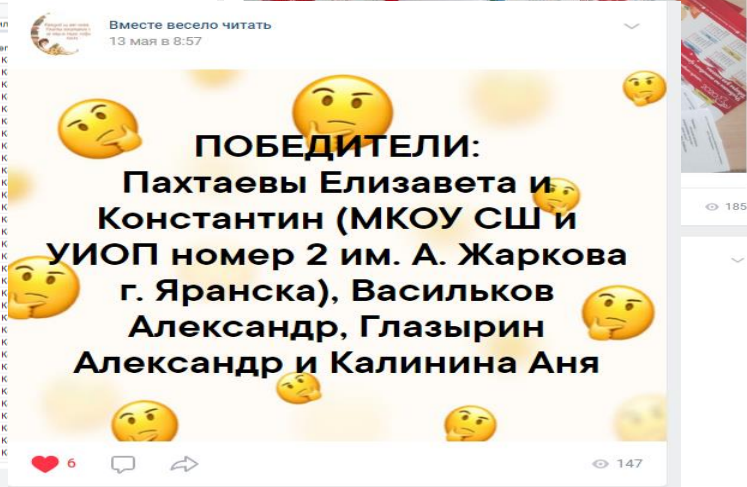 Вместе весело читать
13 мая в 8:57
ПОБЕДИТЕЛИ:
Пахтаевы Елизавета и
Константин (МКОУ СШ и
УИОП номер 2 им. А. Жаркова
г. Яранска), Васильков
Александр, Глазырин
Александр и Калинина Аня
6
147
185